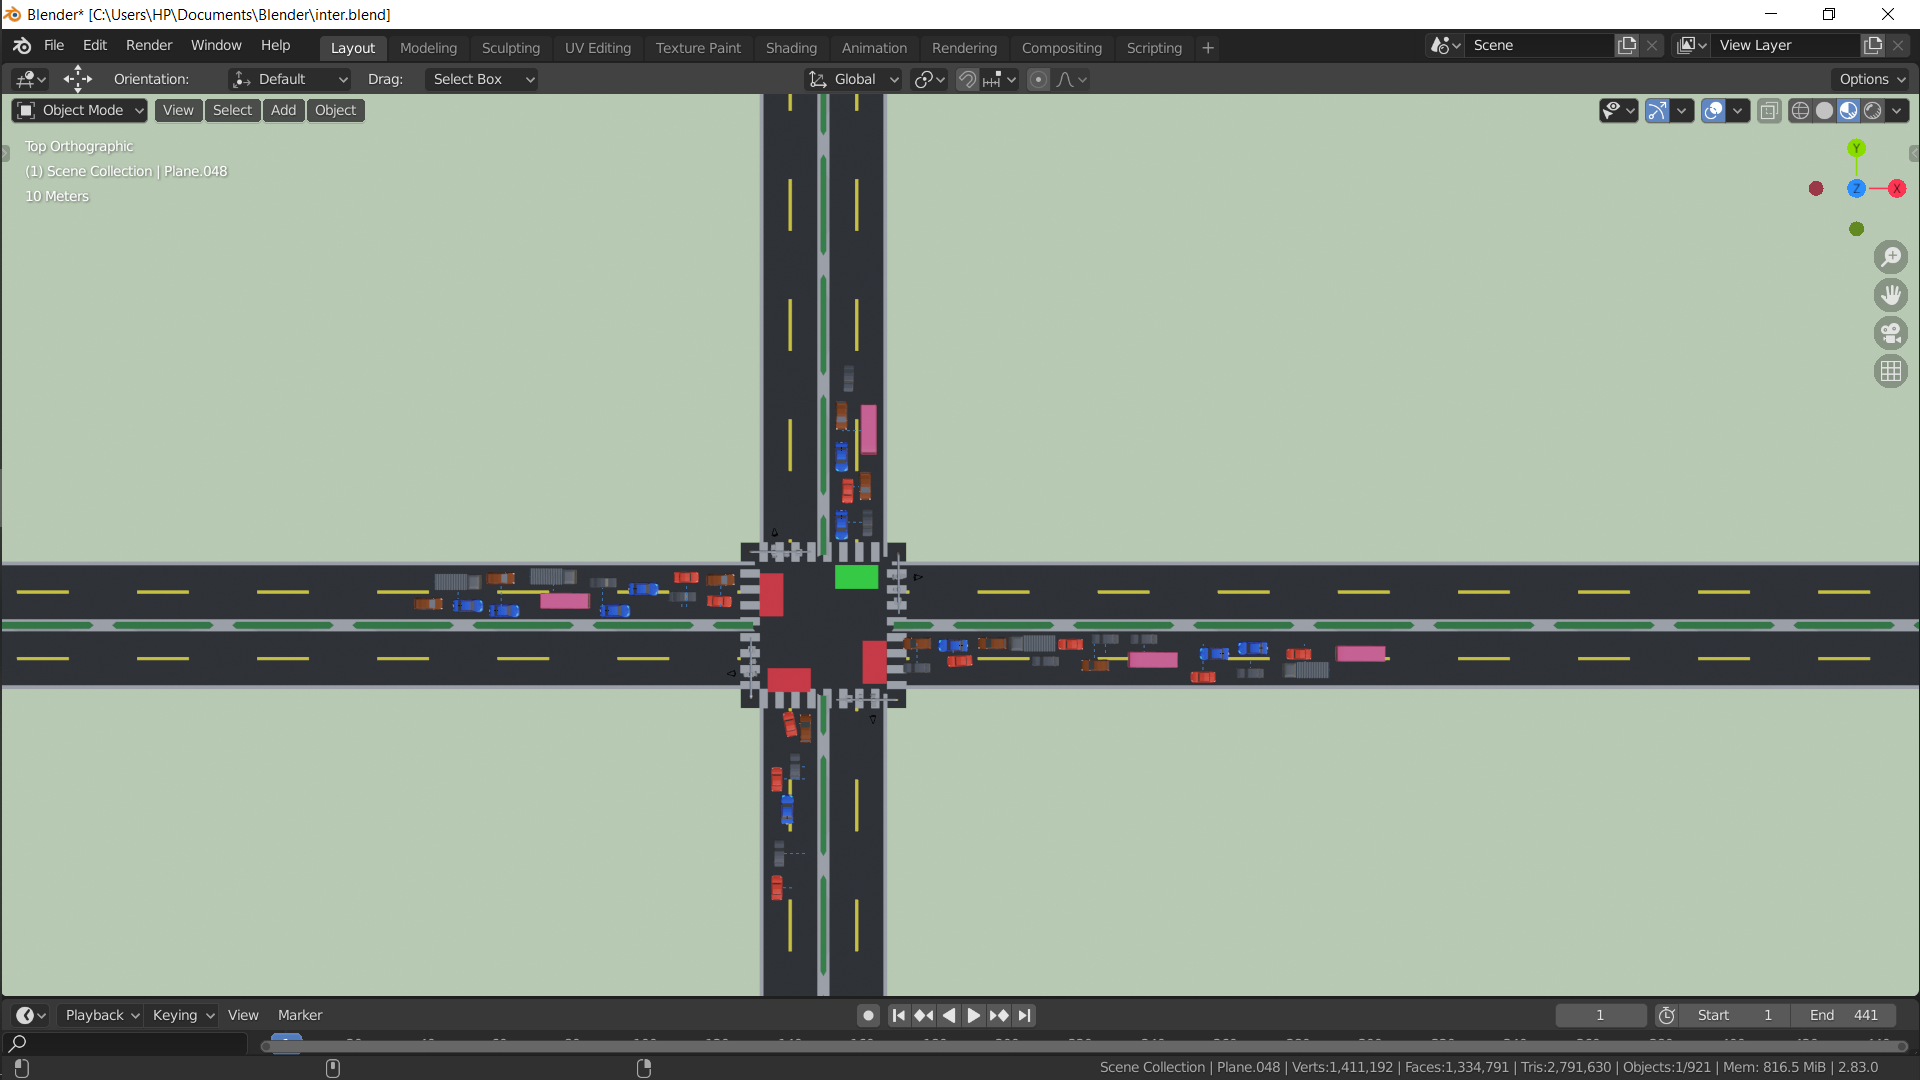 Blender* [C:\Users\HP\Documents\Blender\inter.blend]
File Edit Render Window Help Layout Modeling Sculpting UV Editing Texture Paint Shading Animation Rendering Compositing Scripting + Scene View Layer
Orientation: Default Drag: Select Box Global Options
Object Mode View Select Add Object
Top Orthographic
(1) Scene Collection | Plane.048
10 Meters
Y
Z X
Playback Keying View Marker 1 Start 1 End 441
Scene Collection | Plane.048 | Verts:1,411,192 | Faces:1,334,791 | Tris:2,791,630 | Objects:1/921 | Mem: 816.5 MiB | 2.83.0